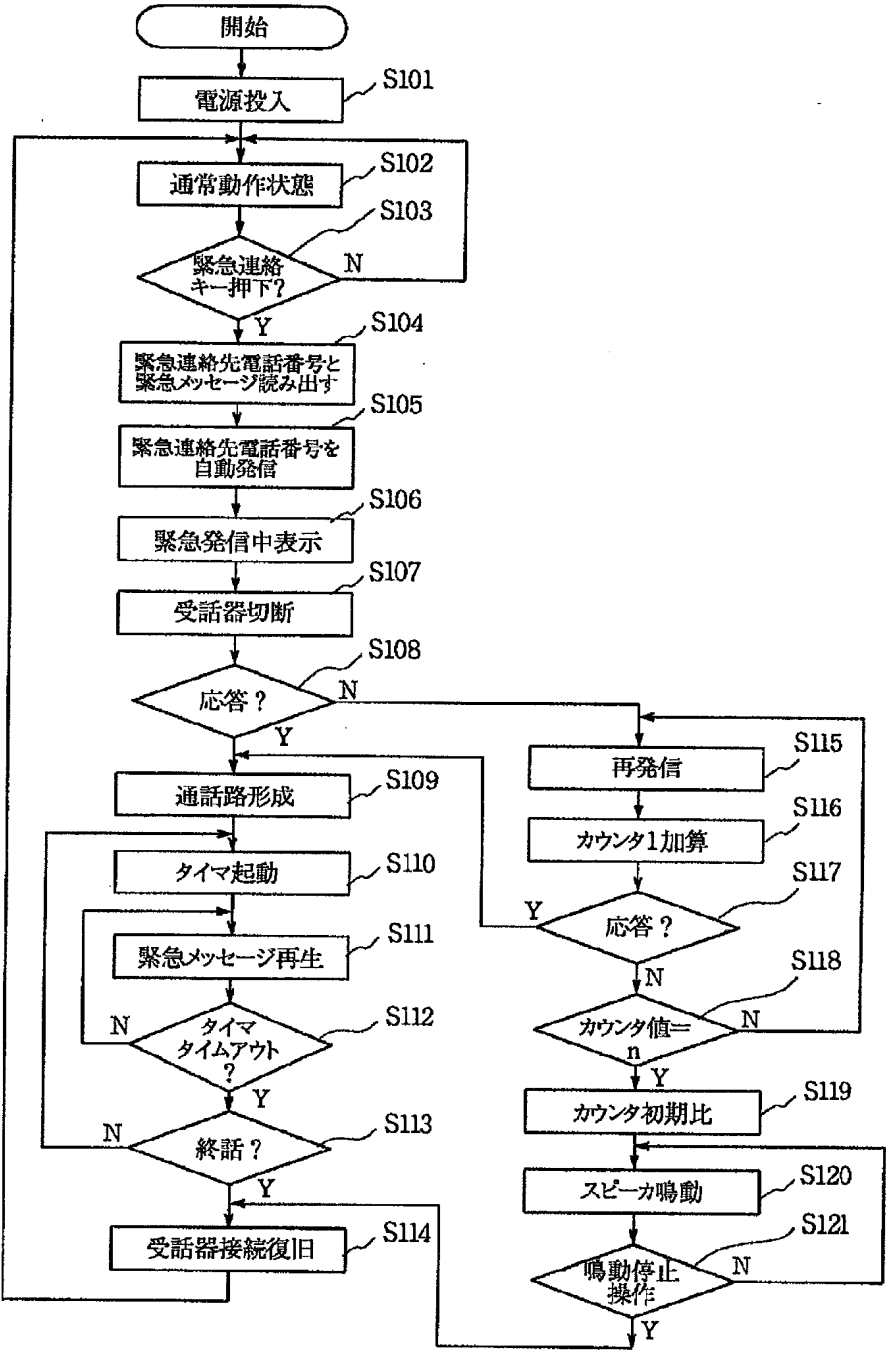 開始
電源投入
S101
通常動作状態
S102
緊急連絡
キー押下？
S103
N
Y
緊急連絡先電話番号と
緊急メッセージ読み出す
S104
緊急連絡先電話番号を
自動発信
S105
緊急発信中表示
S106
受話器切断
S107
応答？
S108
N
Y
通話路形成
S109
タイマ起動
S110
緊急メッセージ再生
S111
タイマ
タイムアウト
？
S112
N
Y
終話？
S113
N
Y
受話器接続復旧
S114
再発信
S115
カウンタ1加算
S116
応答？
S117
Y
N
カウンタ値＝
n
S118
N
Y
カウンタ初期比
S119
スピーカ鳴動
S120
鳴動停止
操作
S121
N
Y